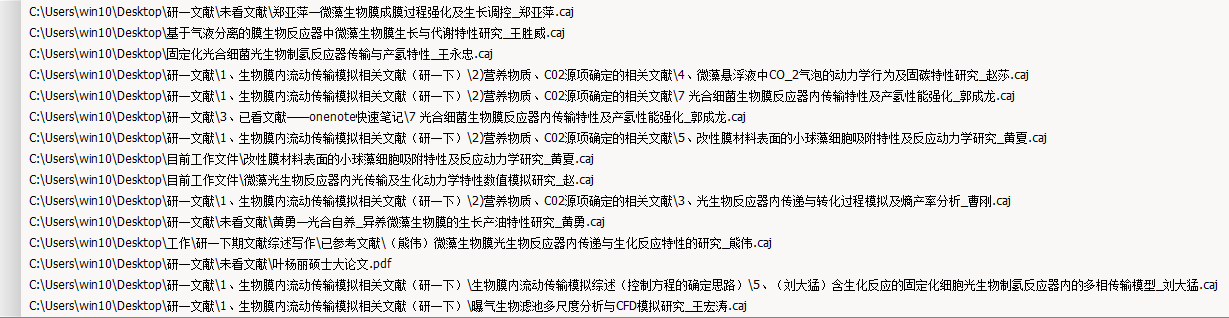 C:\Users\win10\Desktop\研一文献\未看文献\郑亚萍—微藻生物膜成膜过程强化及生长调控_郑亚萍.caj
C:\Users\win10\Desktop\基于气液分离的膜生物反应器中微藻生物膜生长与代谢特性研究_王胜威.caj
C:\Users\win10\Desktop\固定化光合细菌光生物制氢反应器传输与产氢特性_王永忠.caj
C:\Users\win10\Desktop\研一文献\1、生物膜内流动传输模拟相关文献（研一下）\2)营养物质、CO2源项确定的相关文献\4、微藻悬浮液中CO_2气泡的动力学行为及固碳特性研究_赵莎.caj
C:\Users\win10\Desktop\研一文献\1、生物膜内流动传输模拟相关文献（研一下）\2)营养物质、CO2源项确定的相关文献\7 光合细菌生物膜反应器内传输特性及产氢性能强化_郭成龙.caj
C:\Users\win10\Desktop\研一文献\3、已看文献——onenote快速笔记\7 光合细菌生物膜反应器内传输特性及产氢性能强化_郭成龙.caj
C:\Users\win10\Desktop\研一文献\1、生物膜内流动传输模拟相关文献（研一下）\2)营养物质、CO2源项确定的相关文献\5、改性膜材料表面的小球藻细胞吸附特性及反应动力学研究_黄夏.caj
C:\Users\win10\Desktop\目前工作文件\改性膜材料表面的小球藻细胞吸附特性及反应动力学研究_黄夏.caj
C:\Users\win10\Desktop\目前工作文件\微藻光生物反应器内光传输及生化动力学特性数值模拟研究_赵.caj
C:\Users\win10\Desktop\研一文献\1、生物膜内流动传输模拟相关文献（研一下）\2)营养物质、CO2源项确定的相关文献\3、光生物反应器内传递与转化过程模拟及熵产率分析_曹刚.caj
C:\Users\win10\Desktop\研一文献\未看文献\黄勇—光合自养_异养微藻生物膜的生长产油特性研究_黄勇.caj
C:\Users\win10\Desktop\工作\研一下期文献综述写作\已参考文献\（熊伟）微藻生物膜光生物反应器内传递与生化反应特性的研究_熊伟.caj
C:\Users\win10\Desktop\研一文献\未看文献\叶杨丽硕士大论文.pdf
C:\Users\win10\Desktop\研一文献\1、生物膜内流动传输模拟相关文献（研一下）\生物膜内流动传输模拟综述（控制方程的确定思路）\5、（刘大猛）含生化反应的固定化细胞光生物制氢反应器内的多相传输模型_刘大猛.caj
C:\Users\win10\Desktop\研一文献\1、生物膜内流动传输模拟相关文献（研一下）\曝气生物滤池多尺度分析与CFD模拟研究_王宏涛.caj